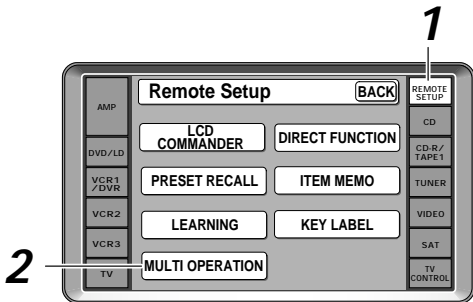 1
Remote Setup
BACK
AMP
DVD/LD
VCR1
/DVR
VCR2
VCR3
TV
LCD
COMMANDER
DIRECT FUNCTION
PRESET RECALL
ITEM MEMO
LEARNING
KEY LABEL
MULTI OPERATION
REMOTE
SETUP
CD
CD-R/
TAPE1
TUNER
VIDEO
SAT
TV
CONTROL
2